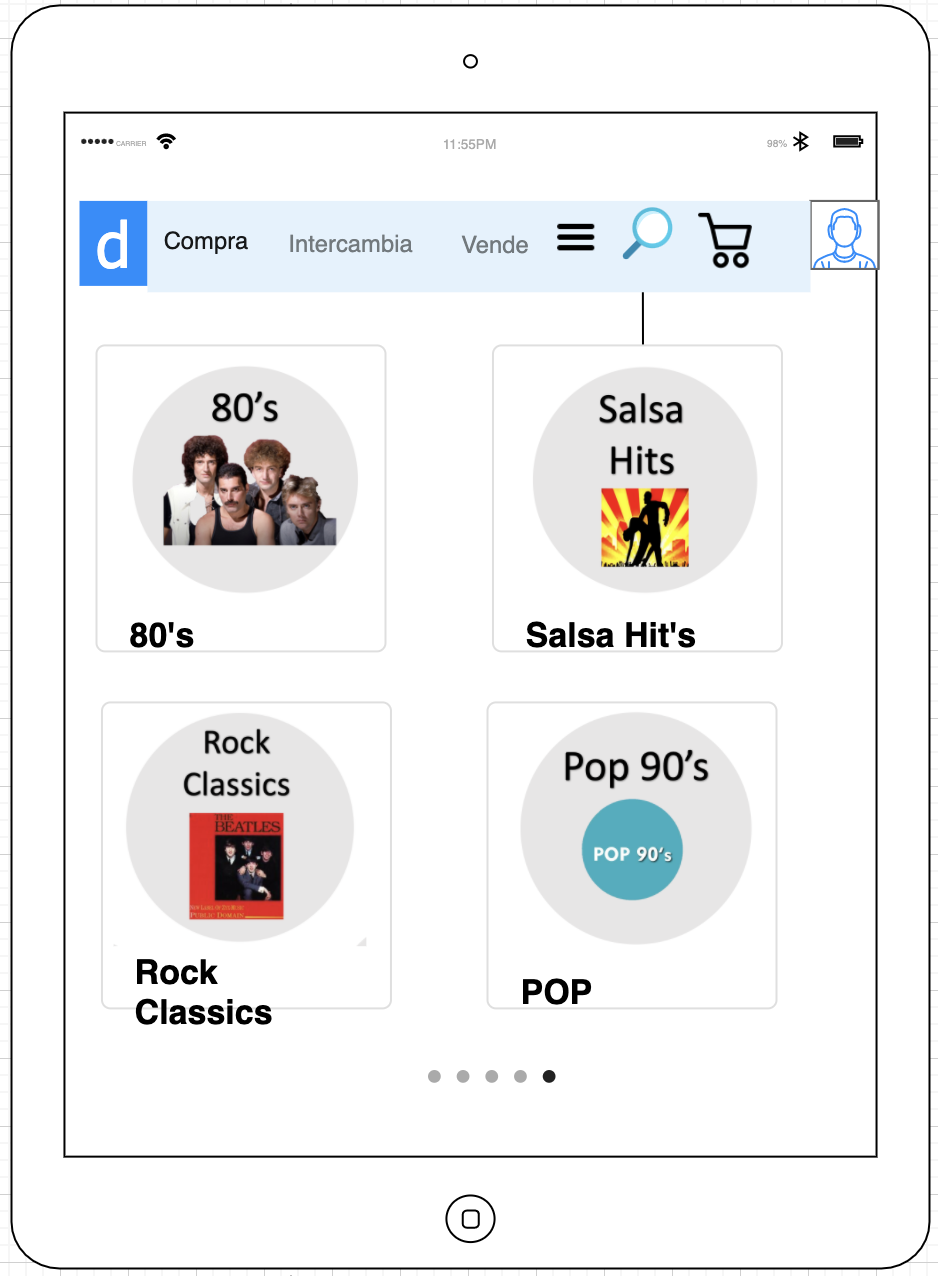 CARRIER
11:55PM
98%
d
Compra
Intercambia
Vende
80's
Salsa
Hits
80's
Salsa Hit's
Rock
Classics
THE
BEATLES
PUBLIC DOMAIN
Pop 90's
POP 90's
Rock
Classics
POP